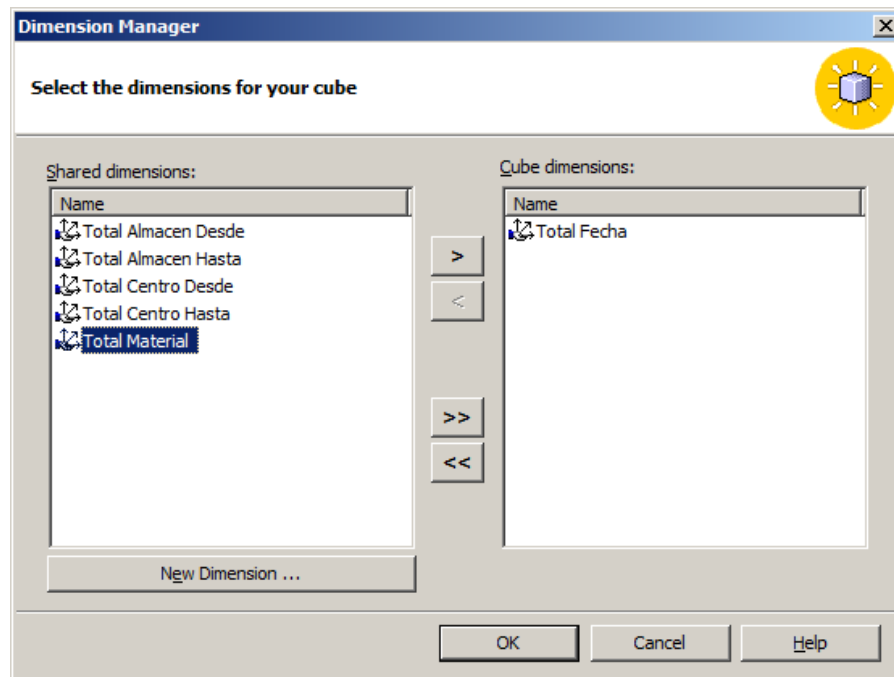 Dimension Manager
Select the dimensions for your cube
Shared dimensions:
Name
Total Almacen Desde
Total Almacen Hasta
Total Centro Desde
Total Centro Hasta
Total Material
New Dimension ...
>
<
>>
<<
Cube dimensions:
Name
Total Fecha
OK
Cancel
Help